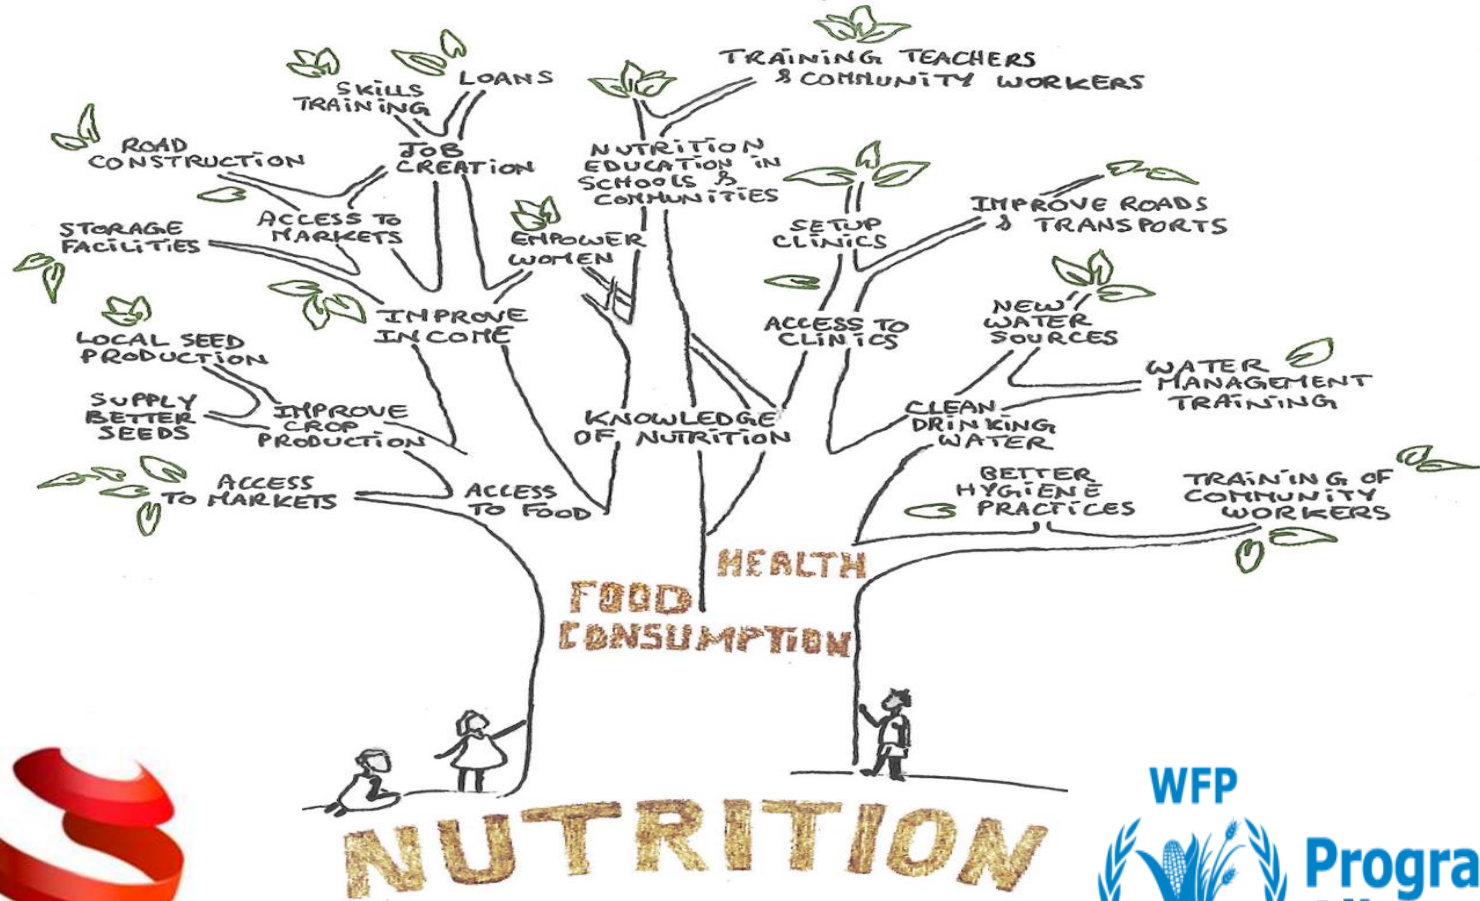 TRAINING TEACHERS
& COMMUNITY WORKERS
LOANS
SKILLS
TRAINING
JOB
CREATION
ROAD
CONSTRUCTION
NUTRITION
EDUCATION IN
SCHOOLS &
COMMUNITIES
ACCESS TO
MARKETS
STORAGE
FACILITIES
EMPOWER
WOMEN
SETUP
CLINICS
IMPROVE ROADS
& TRANSPORTS
IMPROVE
INCOME
ACCESS TO
CLINICS
NEW
WATER
SOURCES
LOCAL SEED
PRODUCTION
WATER
MANAGEMENT
TRAINING
SUPPLY
BETTER
SEEDS
IMPROVE
CROP
PRODUCTION
KNOWLEDGE
OF NUTRITION
CLEAN
DRINKING
WATER
ACCESS
TO MARKETS
ACCESS
TO FOOD
BETTER
HYGIENE
PRACTICES
TRAINING OF
COMMUNITY
WORKERS
HEALTH
FOOD
CONSUMPTION
NUTRITION
WFP
Progra